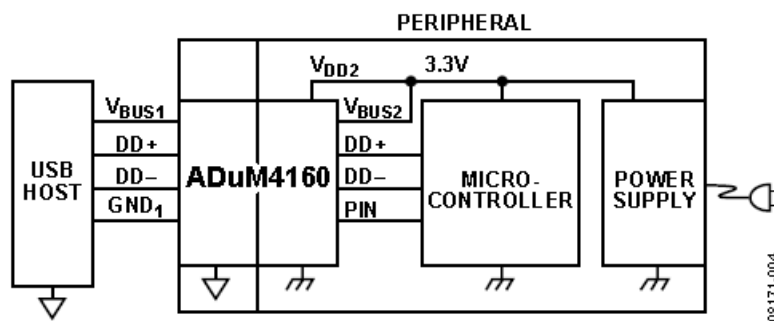 PERIPHERAL
VDD2
3.3V
VBUS1
VBUS2
DD+
DD+
USB
HOST
ADuM4160
DD–
DD–
MICRO-
CONTROLLER
POWER
SUPPLY
GND1
PIN
08171-004